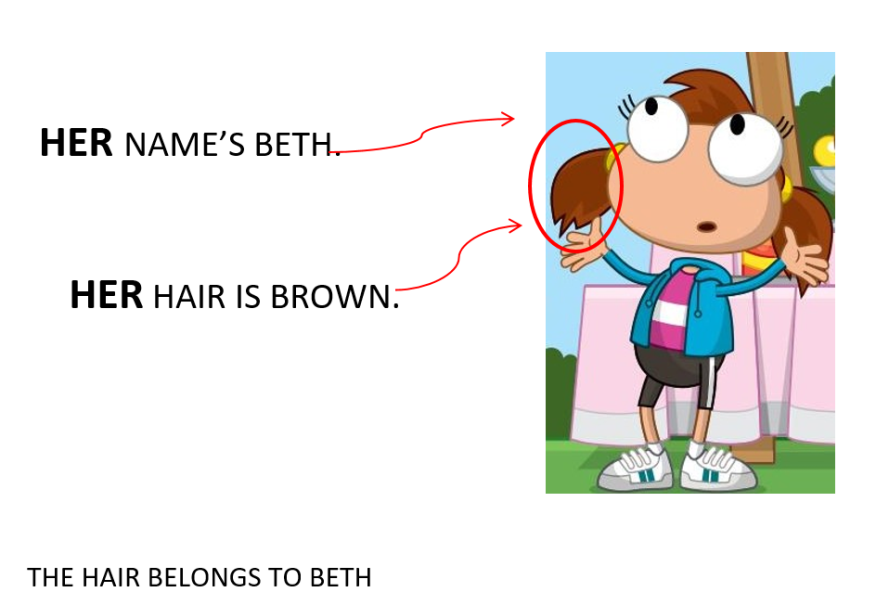 HER NAME’S BETH.
HER HAIR IS BROWN.
THE HAIR BELONGS TO BETH